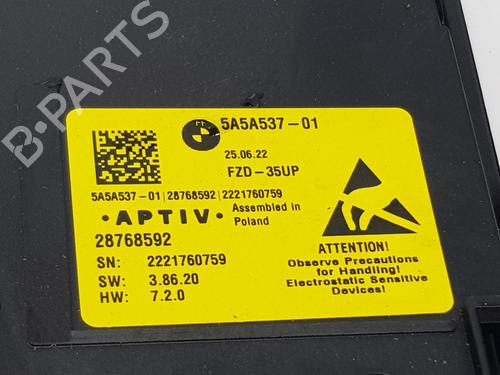 5A5A537-01
25.06.22
FZD-35UP
5A5A537-01|28768592|2221760759
• APTIV •
Assembled in
Poland
28768592
SN: 2221760759
SW: 3.86.20
HW: 7.2.0
ATTENTION!
Observe Precautions
for Handling!
Electrostatic Sensitive
Devices!
B-PARTS